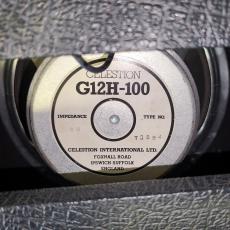 CELESTION
G12H-100
IMPEDANCE TYPE NO.
CELESTION INTERNATIONAL LTD.
FOXHALL ROAD
IPSWICH SUFFOLK
ENGLAND